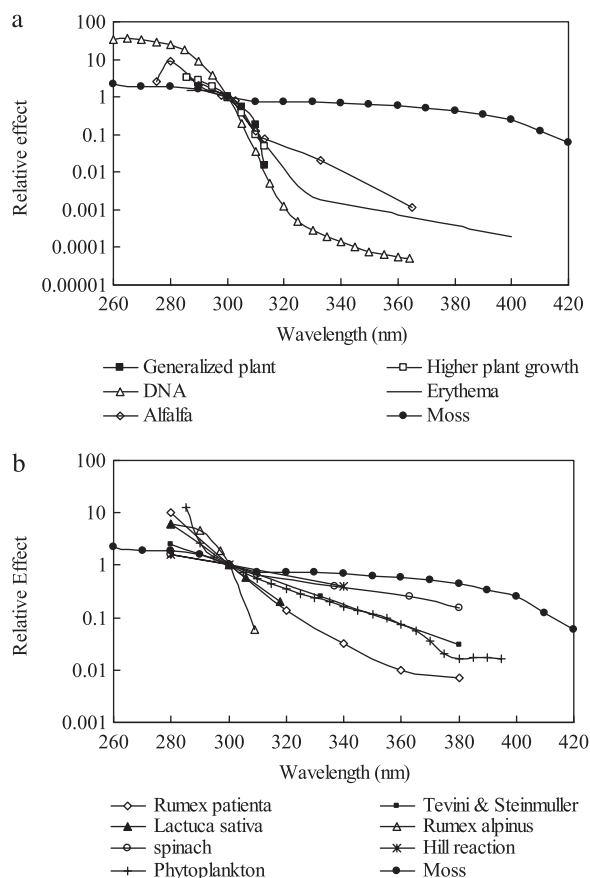 a
100
10
1
0.1
0.01
0.001
0.0001
0.00001
Relative effect
260 280 300 320 340 360 380 400 420
Wavelength (nm)
Generalized plant
Higher plant growth
DNA
Erythema
Alfalfa
Moss
b
100
10
1
0.1
0.01
0.001
Relative Effect
260 280 300 320 340 360 380 400 420
Wavelength (nm)
Rumex patienta
Tevini & Steinmuller
Lactuca sativa
Rumex alpinus
spinach
Hill reaction
Phytoplankton
Moss